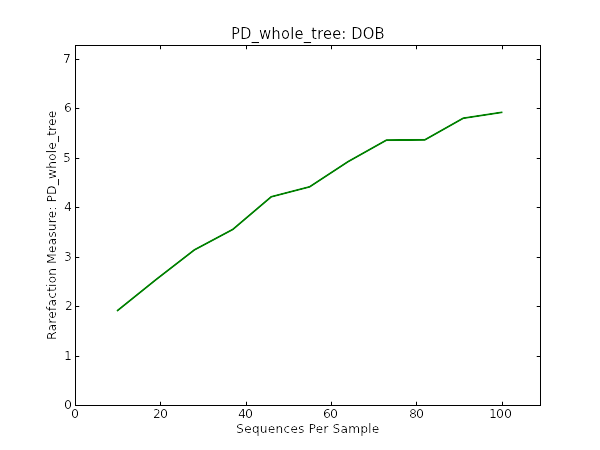 PD_whole_tree: DOB
Rarefaction Measure: PD_whole_tree
7
6
5
4
3
2
1
0
0 20 40 60 80 100
Sequences Per Sample